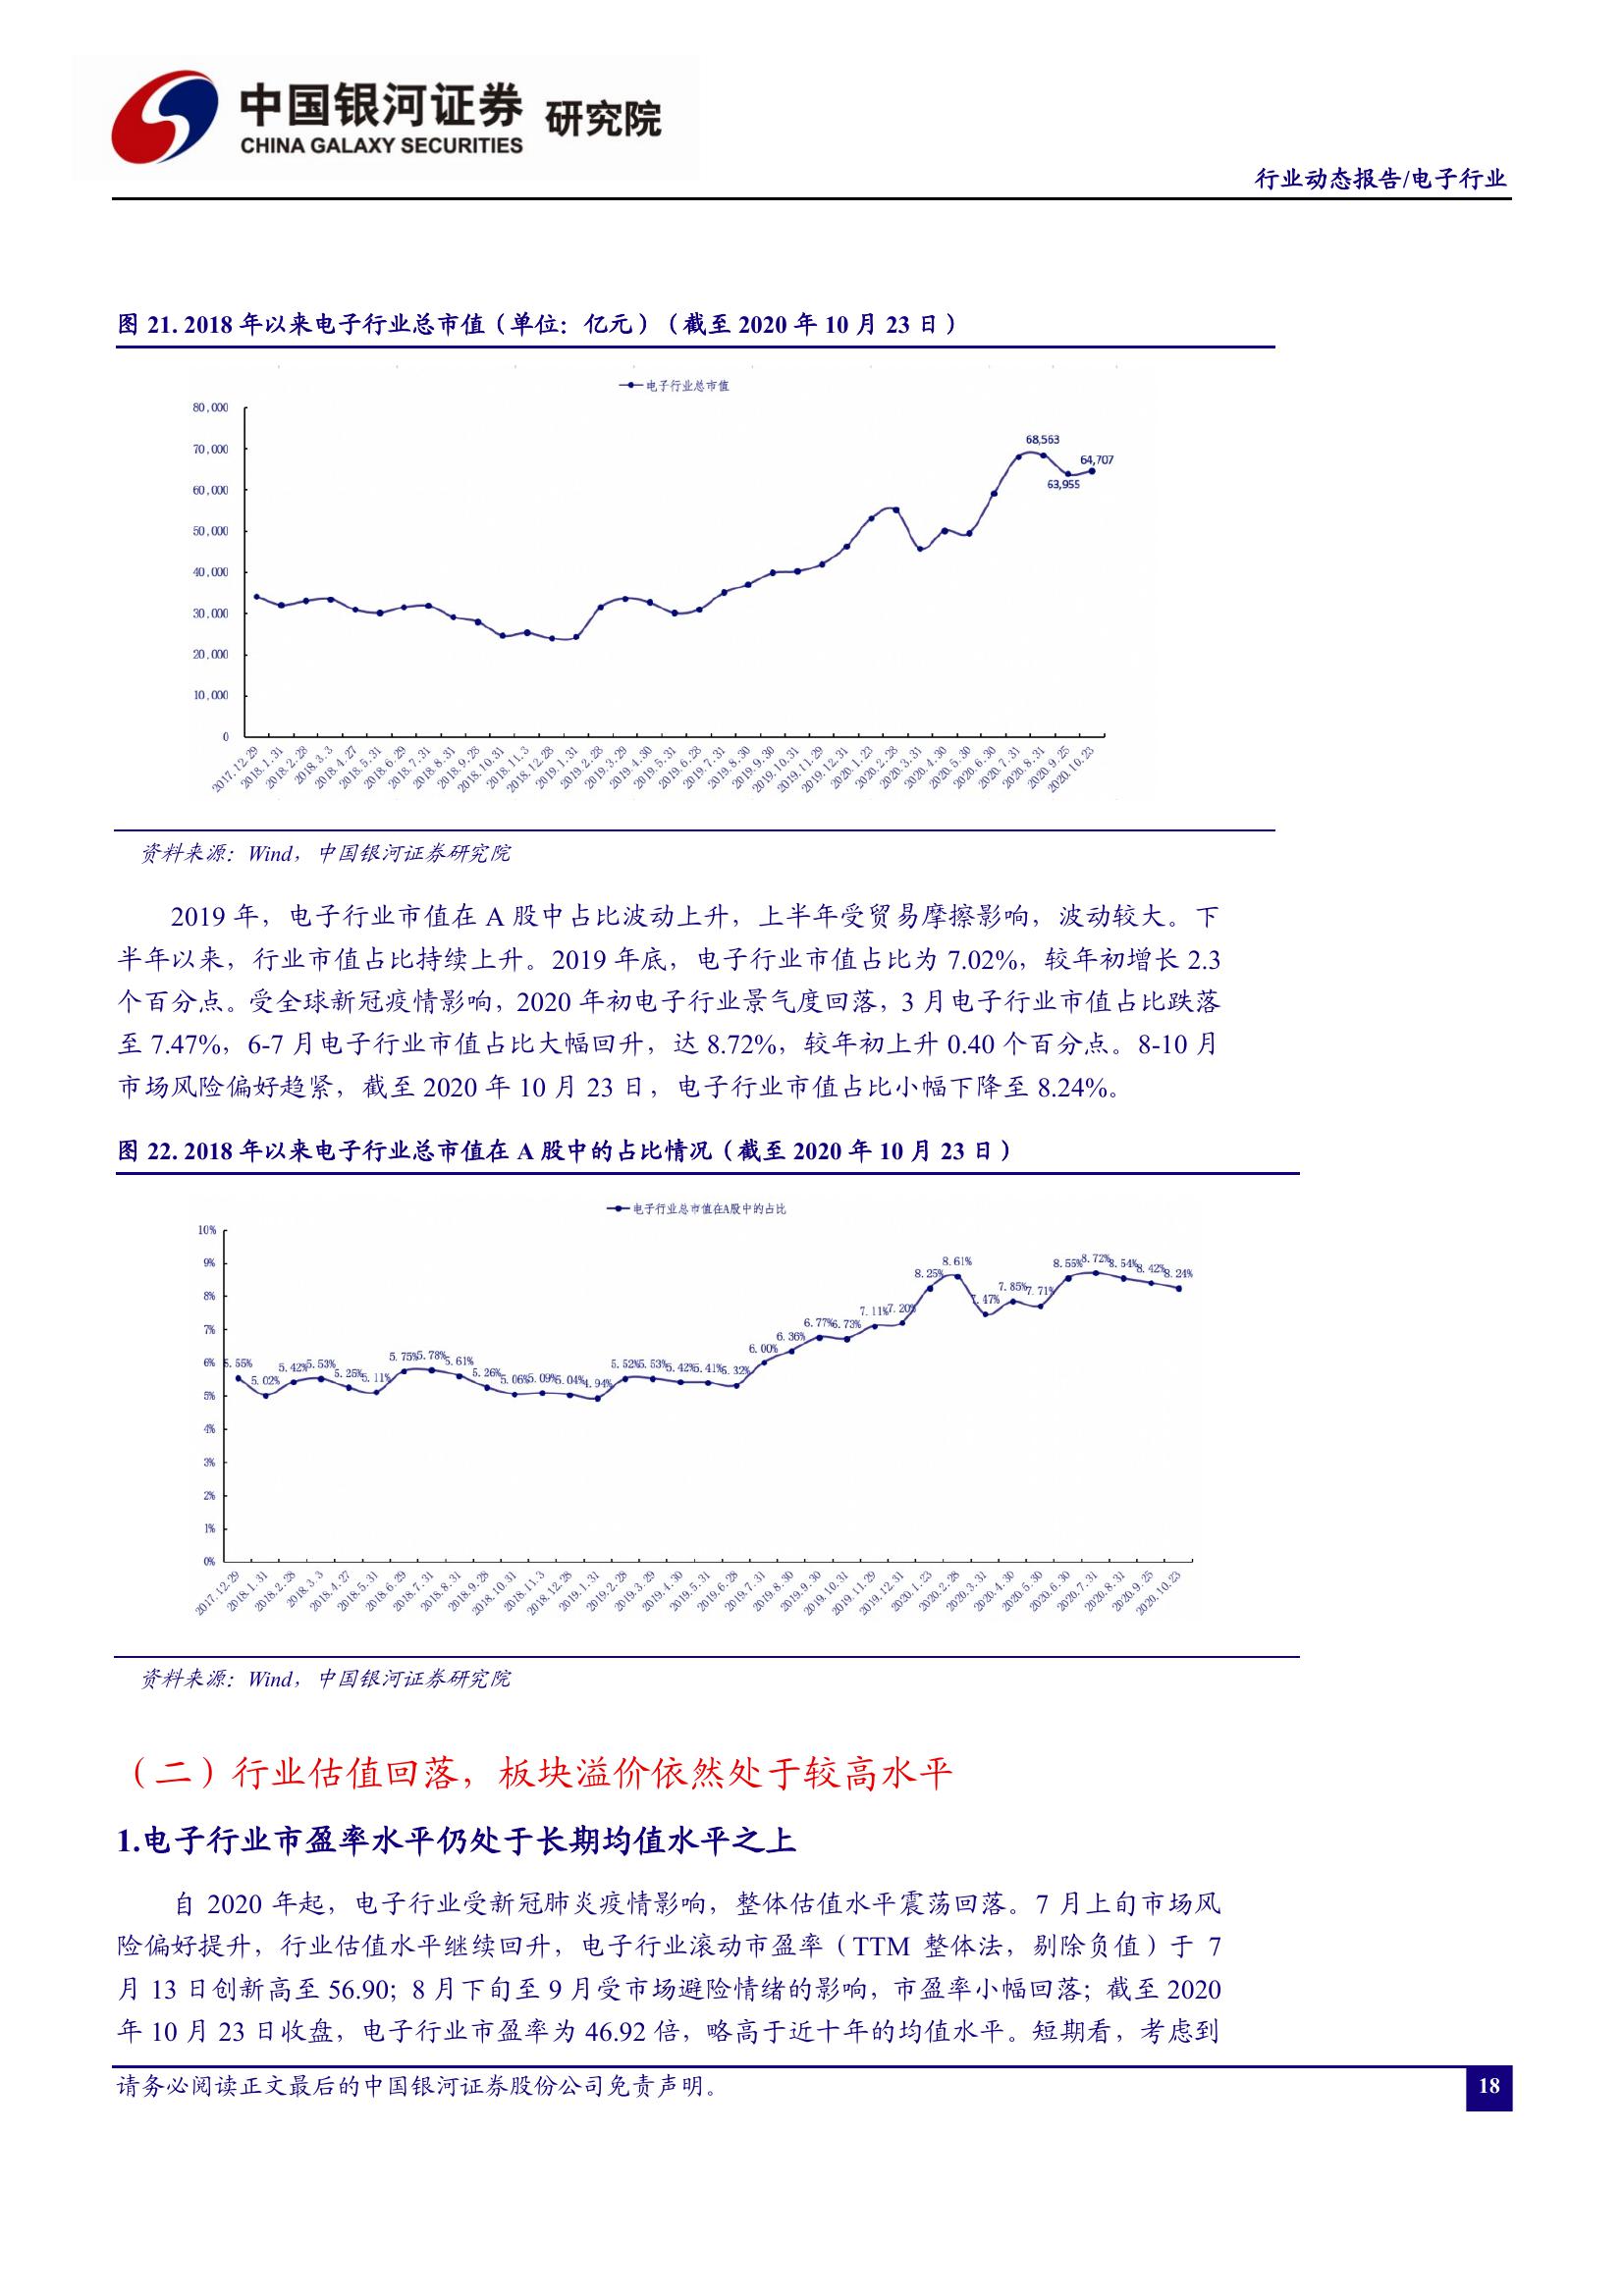 中国银河证券 研究院
CHINA GALAXY SECURITIES
行业动态报告/电子行业
图 21. 2018 年以来电子行业总市值（单位：亿元）（截至 2020 年 10 月 23 日）
电子行业总市值
80,000
70,000
60,000
50,000
40,000
30,000
20,000
10,000
0
68,563
64,707
63,955
2017.12.29 2018.1.31 2018.2.28 2018.3.3 2018.4.27 2018.5.31 2018.6.29 2018.7.31 2018.8.31 2018.9.28 2018.10.31 2018.11.3 2018.12.28 2019.1.31 2019.2.28 2019.3.29 2019.4.30 2019.5.31 2019.6.28 2019.7.31 2019.8.30 2019.9.30 2019.10.31 2019.11.29 2019.12.31 2020.1.23 2020.2.28 2020.3.31 2020.4.30 2020.5.30 2020.6.30 2020.7.31 2020.8.31 2020.9.25 2020.10.23
资料来源：Wind，中国银河证券研究院
2019 年，电子行业市值在 A 股中占比波动上升，上半年受贸易摩擦影响，波动较大。下
半年以来，行业市值占比持续上升。2019 年底，电子行业市值占比为 7.02%，较年初增长 2.3
个百分点。受全球新冠疫情影响，2020 年初电子行业景气度回落，3 月电子行业市值占比跌落
至 7.47%，6-7 月电子行业市值占比大幅回升，达 8.72%，较年初上升 0.40 个百分点。8-10 月
市场风险偏好趋紧，截至 2020 年 10 月 23 日，电子行业市值占比小幅下降至 8.24%。
图 22. 2018 年以来电子行业总市值在 A 股中的占比情况（截至 2020 年 10 月 23 日）
电子行业总市值在A股中的占比
10%
9%
8%
7%
6%
5%
4%
3%
2%
1%
0%
5.55% 5.02% 5.42% 5.53% 5.25% 5.11% 5.75% 5.78% 5.61% 5.26% 5.06% 5.09% 5.04% 4.94% 5.52% 5.53% 5.42% 5.41% 5.32% 6.00% 6.36% 6.77% 6.73% 7.11% 7.20% 8.25% 8.61% 7.47% 7.85% 7.71% 8.55% 8.72% 8.54% 8.42% 8.24%
2017.12.29 2018.1.31 2018.2.28 2018.3.3 2018.4.27 2018.5.31 2018.6.29 2018.7.31 2018.8.31 2018.9.28 2018.10.31 2018.11.3 2018.12.28 2019.1.31 2019.2.28 2019.3.29 2019.4.30 2019.5.31 2019.6.28 2019.7.31 2019.8.30 2019.9.30 2019.10.31 2019.11.29 2019.12.31 2020.1.23 2020.2.28 2020.3.31 2020.4.30 2020.5.30 2020.6.30 2020.7.31 2020.8.31 2020.9.25 2020.10.23
资料来源：Wind，中国银河证券研究院
（二）行业估值回落，板块溢价依然处于较高水平
1.电子行业市盈率水平仍处于长期均值水平之上
自 2020 年起，电子行业受新冠肺炎疫情影响，整体估值水平震荡回落。7 月上旬市场风
险偏好提升，行业估值水平继续回升，电子行业滚动市盈率（TTM 整体法，剔除负值）于 7
月 13 日创新高至 56.90；8 月下旬至 9 月受市场避险情绪的影响，市盈率小幅回落；截至 2020
年 10 月 23 日收盘，电子行业市盈率为 46.92 倍，略高于近十年的均值水平。短期看，考虑到
请务必阅读正文最后的中国银河证券股份公司免责声明。
18